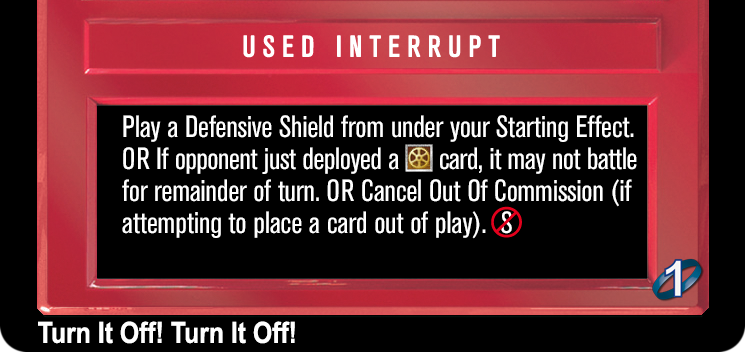 USED INTERRUPT
Play a Defensive Shield from under your Starting Effect.
OR If opponent just deployed a card, it may not battle
for remainder of turn. OR Cancel Out Of Commission (if
attempting to place a card out of play). S
1
Turn It Off! Turn It Off!